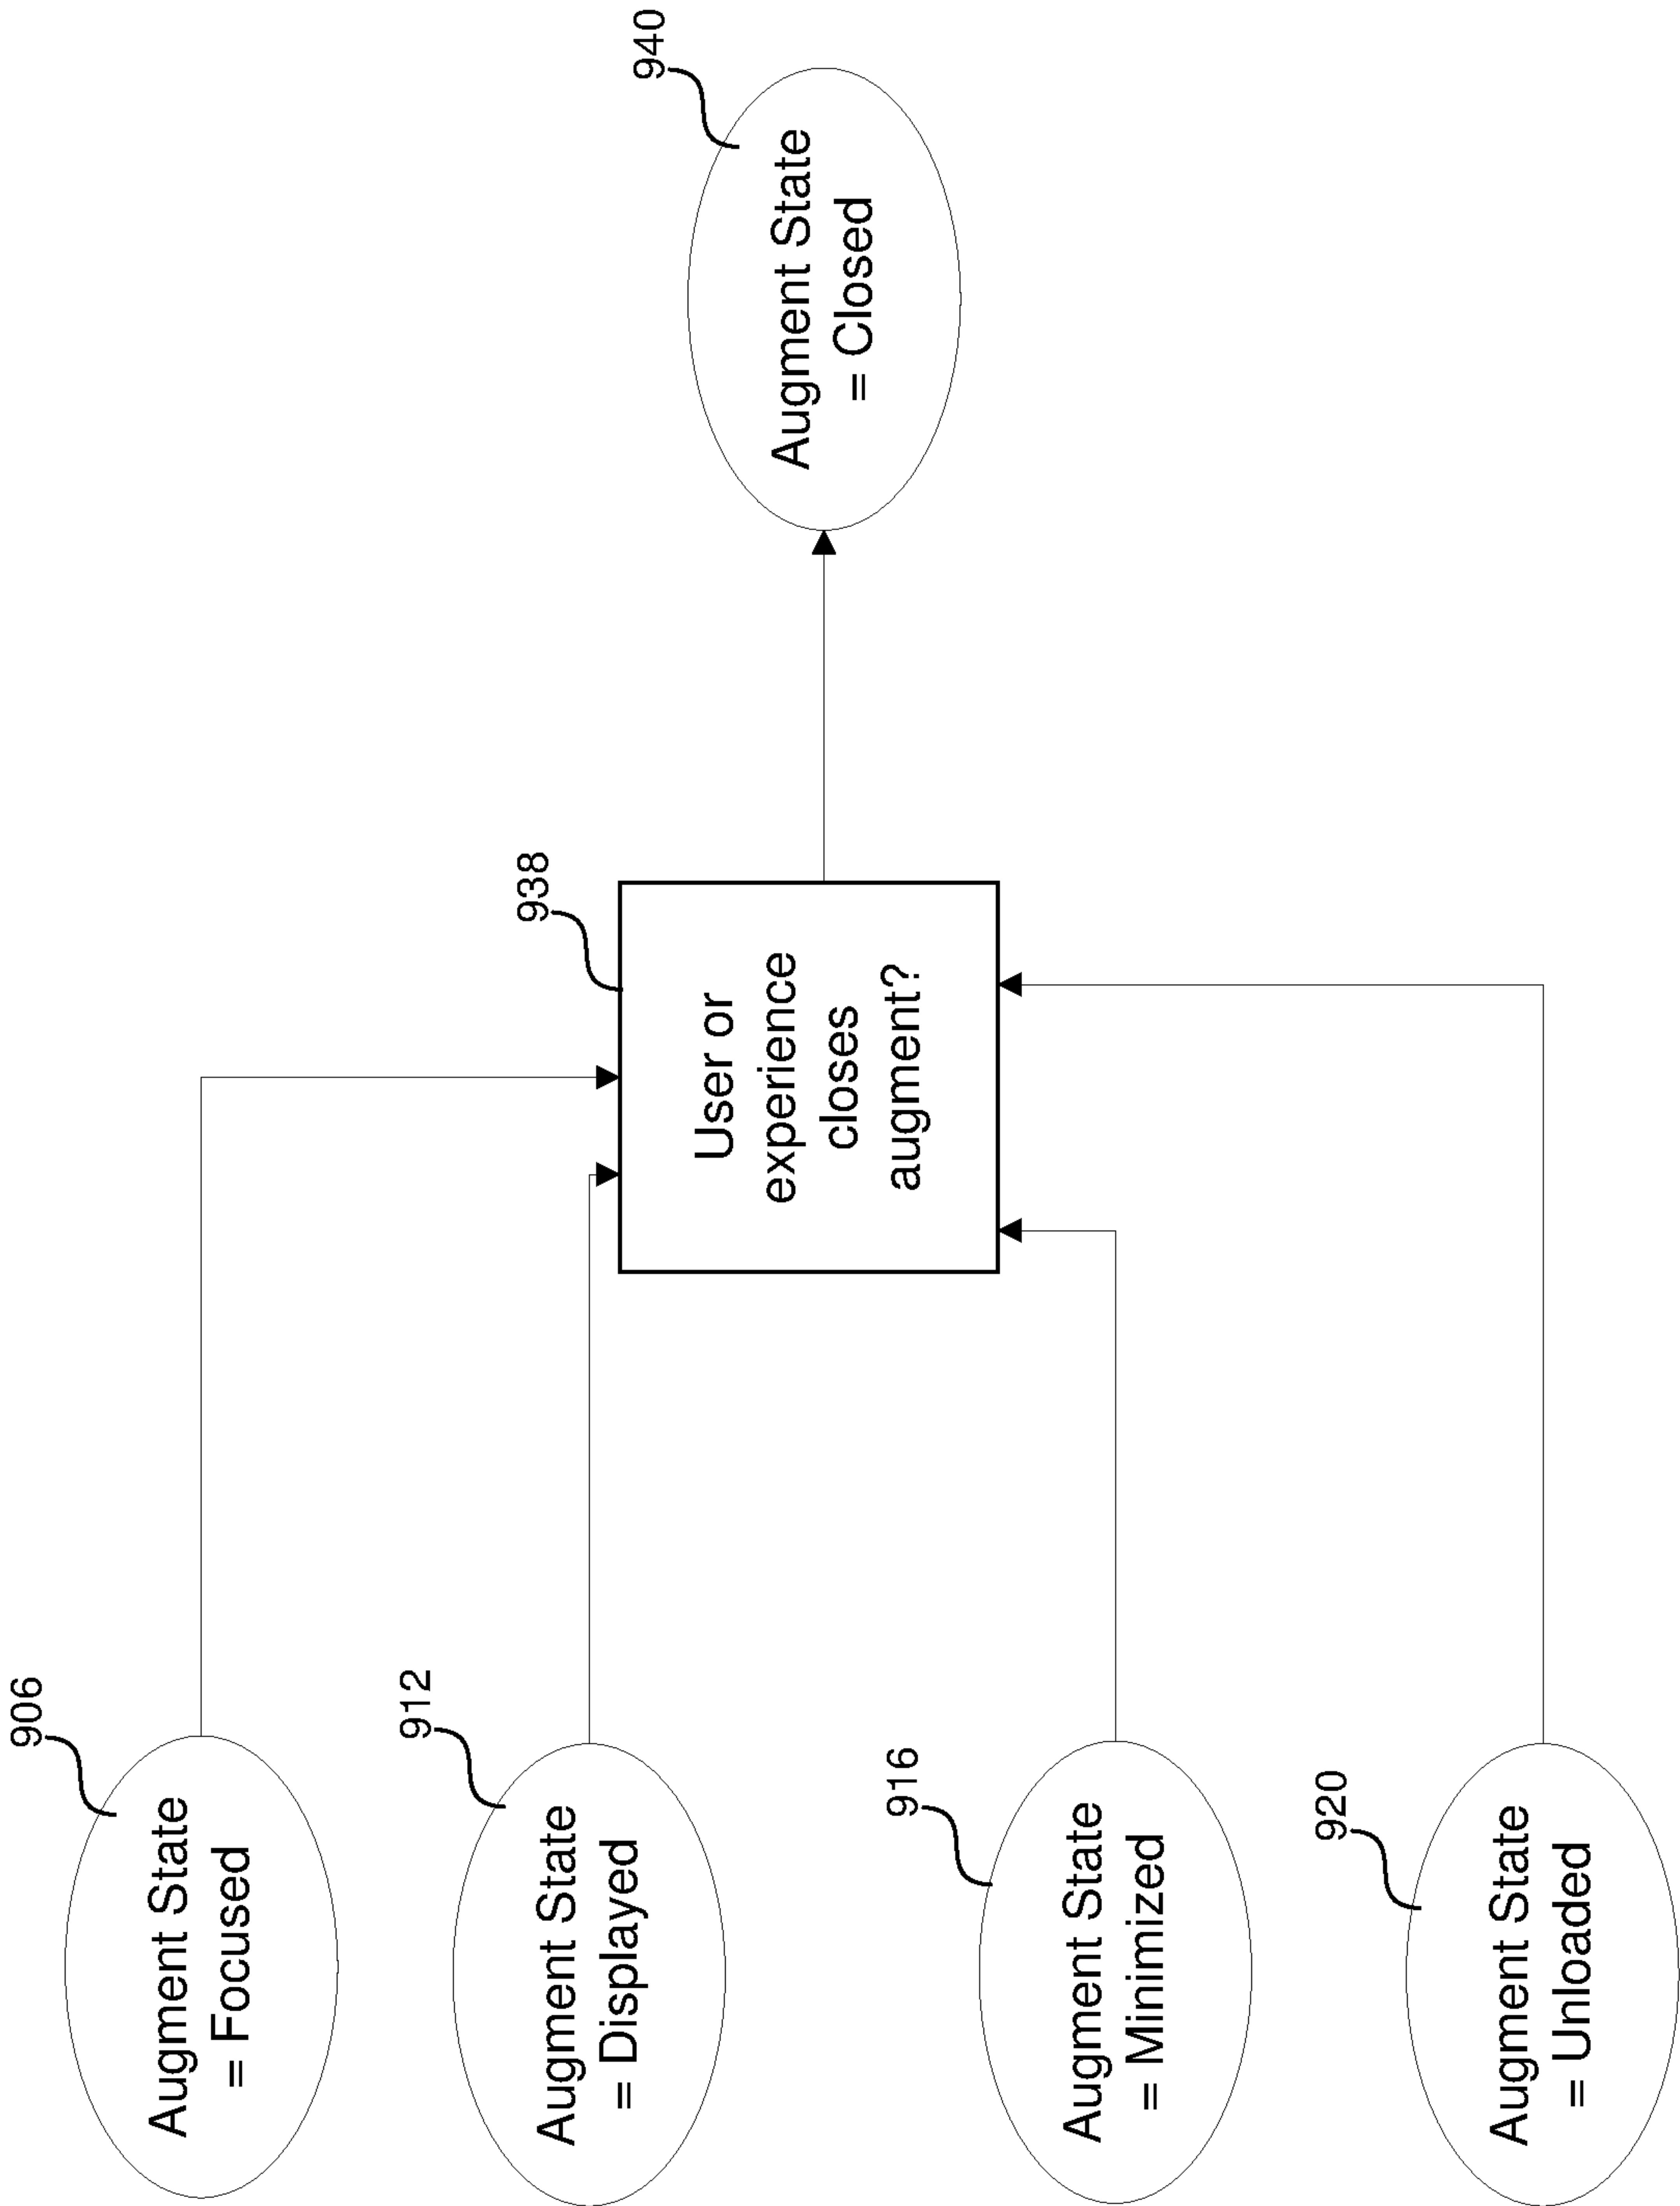 906
Augment State
= Focused
912
Augment State
= Displayed
916
Augment State
= Minimized
920
Augment State
= Unloaded
938
User or
experience
closes
augment?
940
Augment State
= Closed